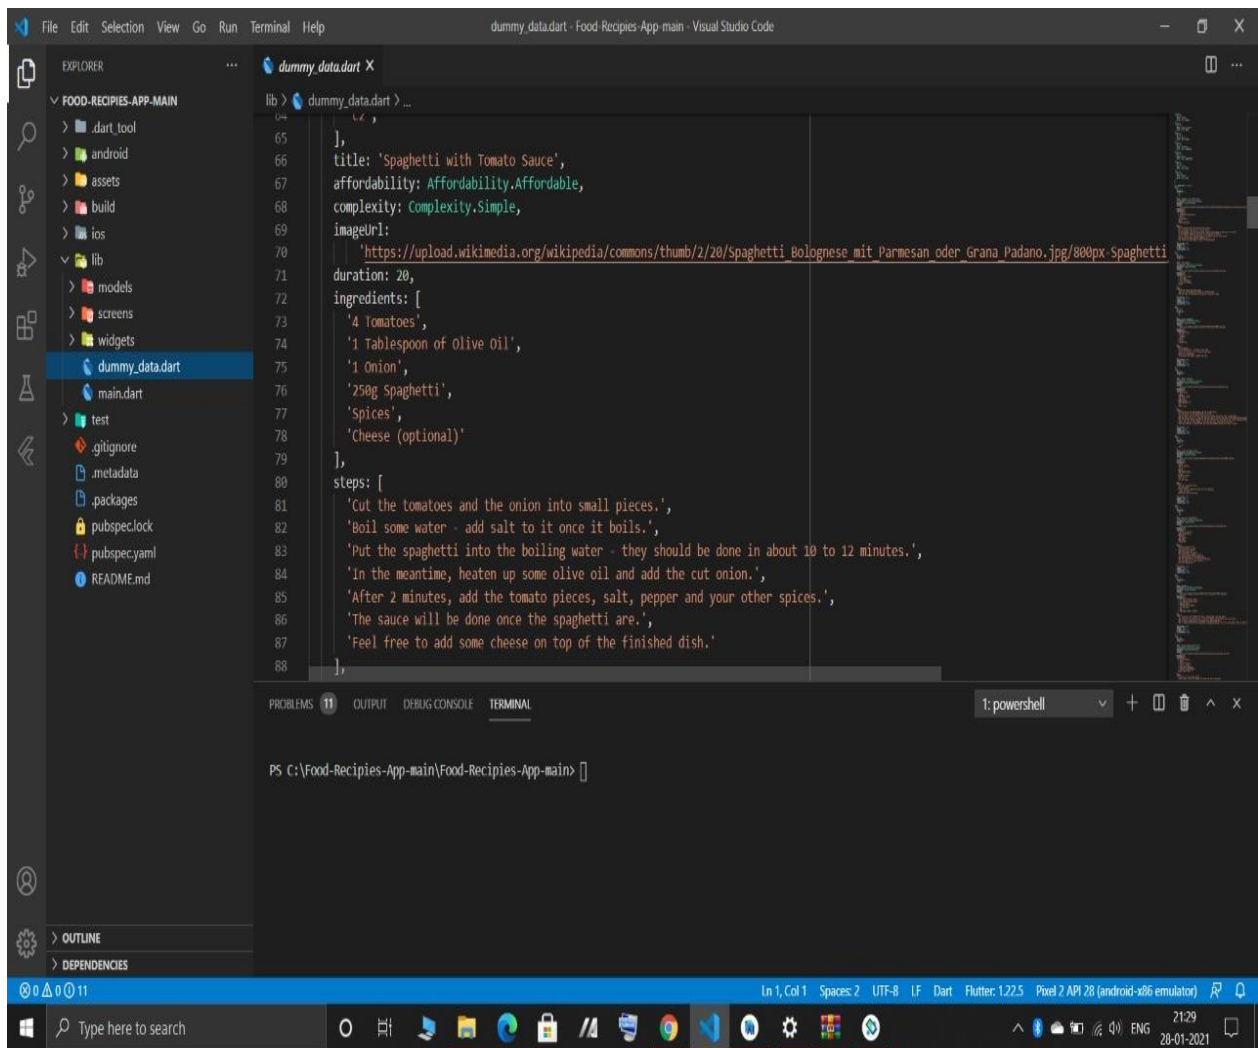 File Edit Selection View Go Run Terminal Help
dummy_data.dart - Food-Recipies-App-main - Visual Studio Code
EXPLORER
FOOD-RECIPIES-APP-MAIN
.dart_tool
android
assets
build
ios
lib
models
screens
widgets
dummy_data.dart
main.dart
test
.gitignore
.metadata
.packages
pubspec.lock
pubspec.yaml
README.md
OUTLINE
DEPENDENCIES
dummy_data.dart
lib > dummy_data.dart > ...
64 'c2',
65 ],
66 title: 'Spaghetti with Tomato Sauce',
67 affordability: Affordability.Affordable,
68 complexity: Complexity.Simple,
69 imageUrl:
70 'https://upload.wikimedia.org/wikipedia/commons/thumb/2/20/Spaghetti_Bolognese_mit_Parmesan_oder_Grana_Padano.jpg/800px-Spaghetti
71 duration: 20,
72 ingredients: [
73 '4 Tomatoes',
74 '1 Tablespoon of Olive Oil',
75 '1 Onion',
76 '250g Spaghetti',
77 'Spices',
78 'Cheese (optional)'
79 ],
80 steps: [
81 'Cut the tomatoes and the onion into small pieces.',
82 'Boil some water - add salt to it once it boils.',
83 'Put the spaghetti into the boiling water - they should be done in about 10 to 12 minutes.',
84 'In the meantime, heaten up some olive oil and add the cut onion.',
85 'After 2 minutes, add the tomato pieces, salt, pepper and your other spices.',
86 'The sauce will be done once the spaghetti are.',
87 'Feel free to add some cheese on top of the finished dish.'
88 ],
PROBLEMS 11 OUTPUT DEBUG CONSOLE TERMINAL
1: powershell
PS C:\Food-Recipies-App-main\Food-Recipies-App-main>
0 0 11
Ln 1, Col 1 Spaces: 2 UTF-8 LF Dart Flutter: 1.22.5 Pixel 2 API 28 (android-x86 emulator)
Type here to search
ENG
21:29
28-01-2021